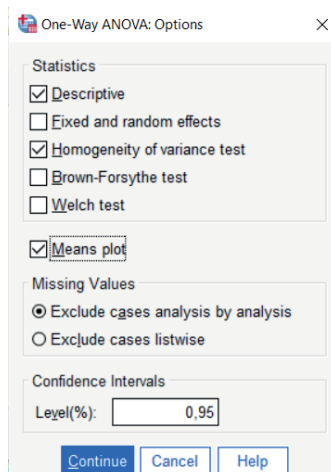 One-Way ANOVA: Options
Statistics
Descriptive
Fixed and random effects
Homogeneity of variance test
Brown-Forsythe test
Welch test
Means plot
Missing Values
Exclude cases analysis by analysis
Exclude cases listwise
Confidence Intervals
Level(%): 0,95
Continue Cancel Help